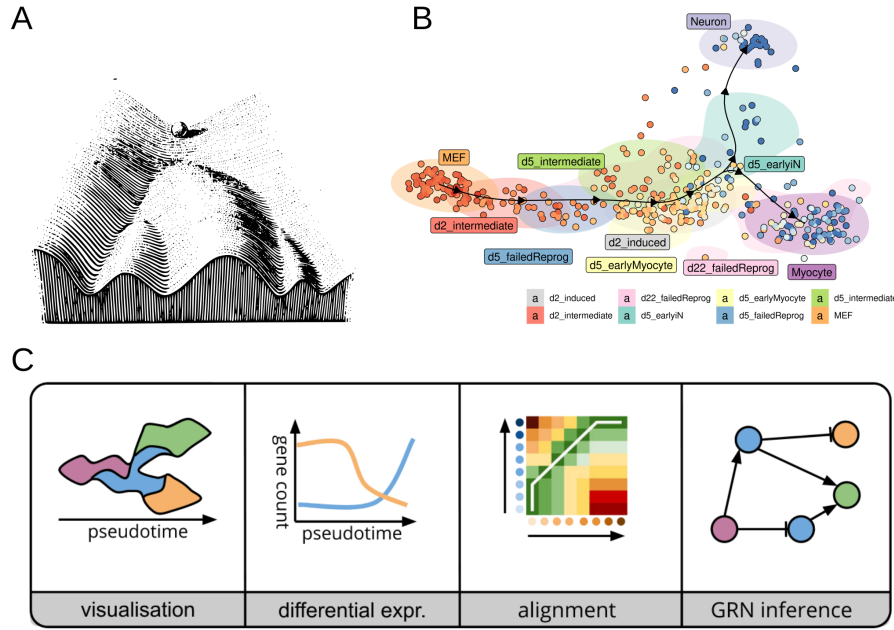 A
B
Neuron
MEF
d5_intermediate
d5_earlyiN
d2_intermediate
d2_induced
d5_failedReprog
d5_earlyMyocyte
d22_failedReprog
Myocyte
a d2_induced a d22_failedReprog a d5_earlyMyocyte a d5_intermediate
a d2_intermediate a d5_earlyiN a d5_failedReprog a MEF
C
pseudotime
gene count
pseudotime
visualisation
differential expr.
alignment
GRN inference